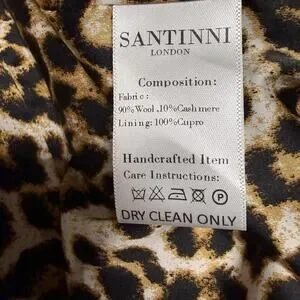 SANTINNI
LONDON
Composition:
Fabric:
90%Wool ,10%Cashmere
Lining: 100%Cupro
Handcrafted Item
Care Instructions:
P
DRY CLEAN ONLY